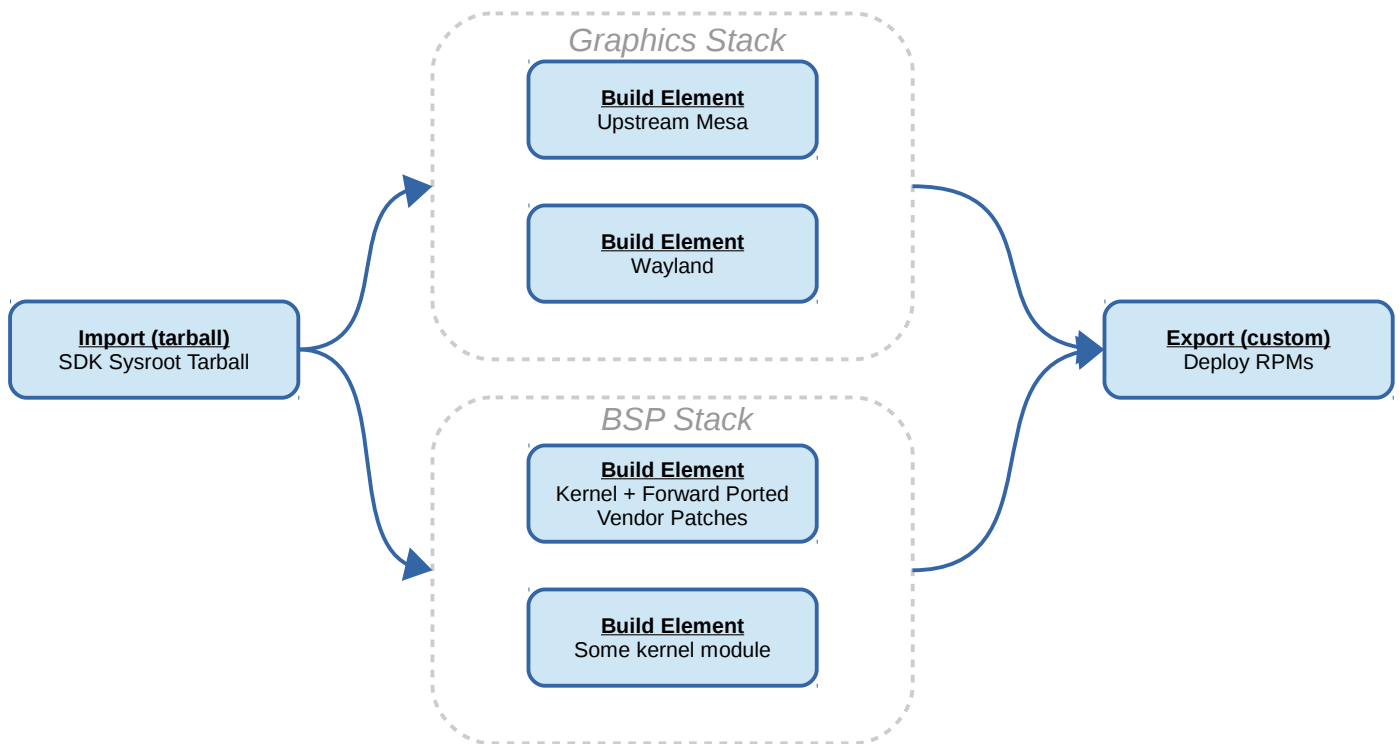 Graphics Stack
Build Element
Upstream Mesa
Build Element
Wayland
Import (tarball)
SDK Sysroot Tarball
Export (custom)
Deploy RPMs
BSP Stack
Build Element
Kernel + Forward Ported
Vendor Patches
Build Element
Some kernel module